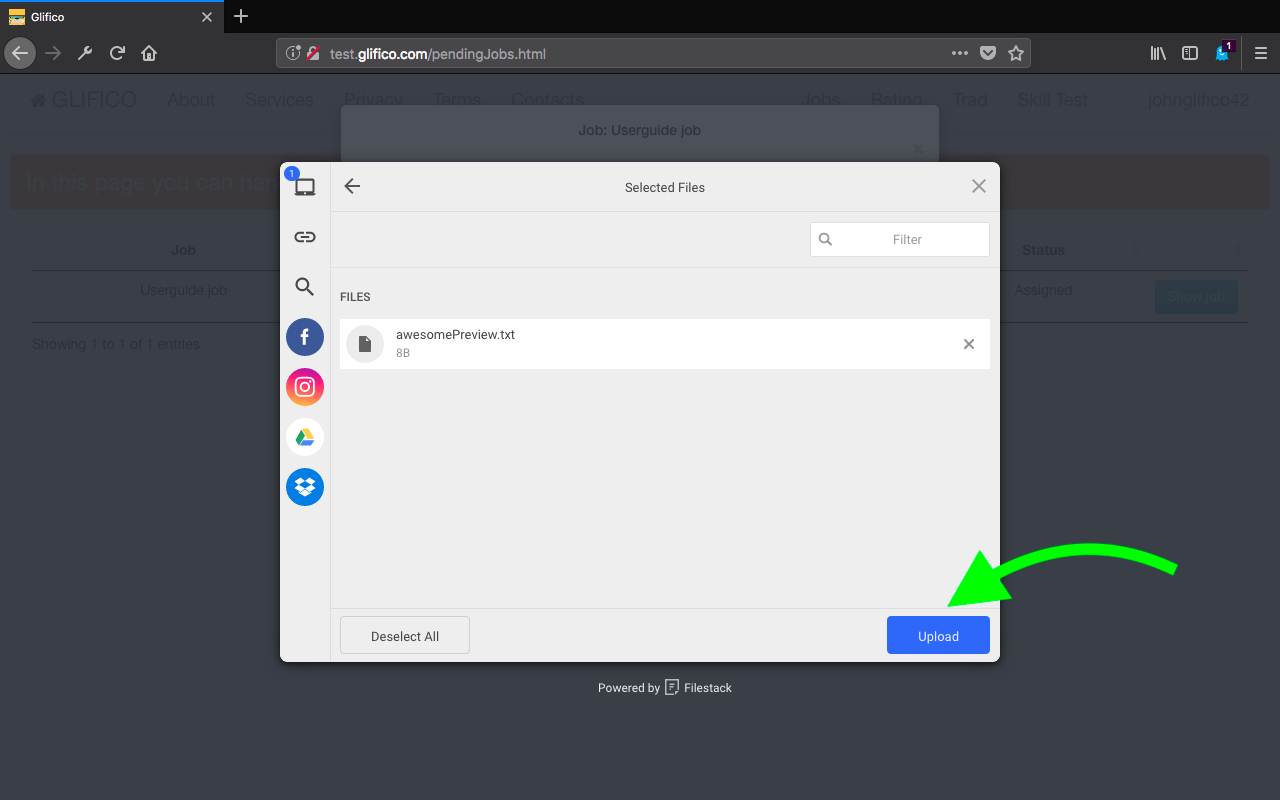 Glifico
test.glifico.com/pendingJobs.html
1
GLIFICO About Services Privacy Terms Contacts Jobs Rating Trad Skill Test johnglifico42
Job: Userguide job
In this page you can han
1
Selected Files
Filter
Job Status
Userguide job Assigned Show job
Showing 1 to 1 of 1 entries
FILES
awesomePreview.txt
8B
Deselect All Upload
Powered by Filestack